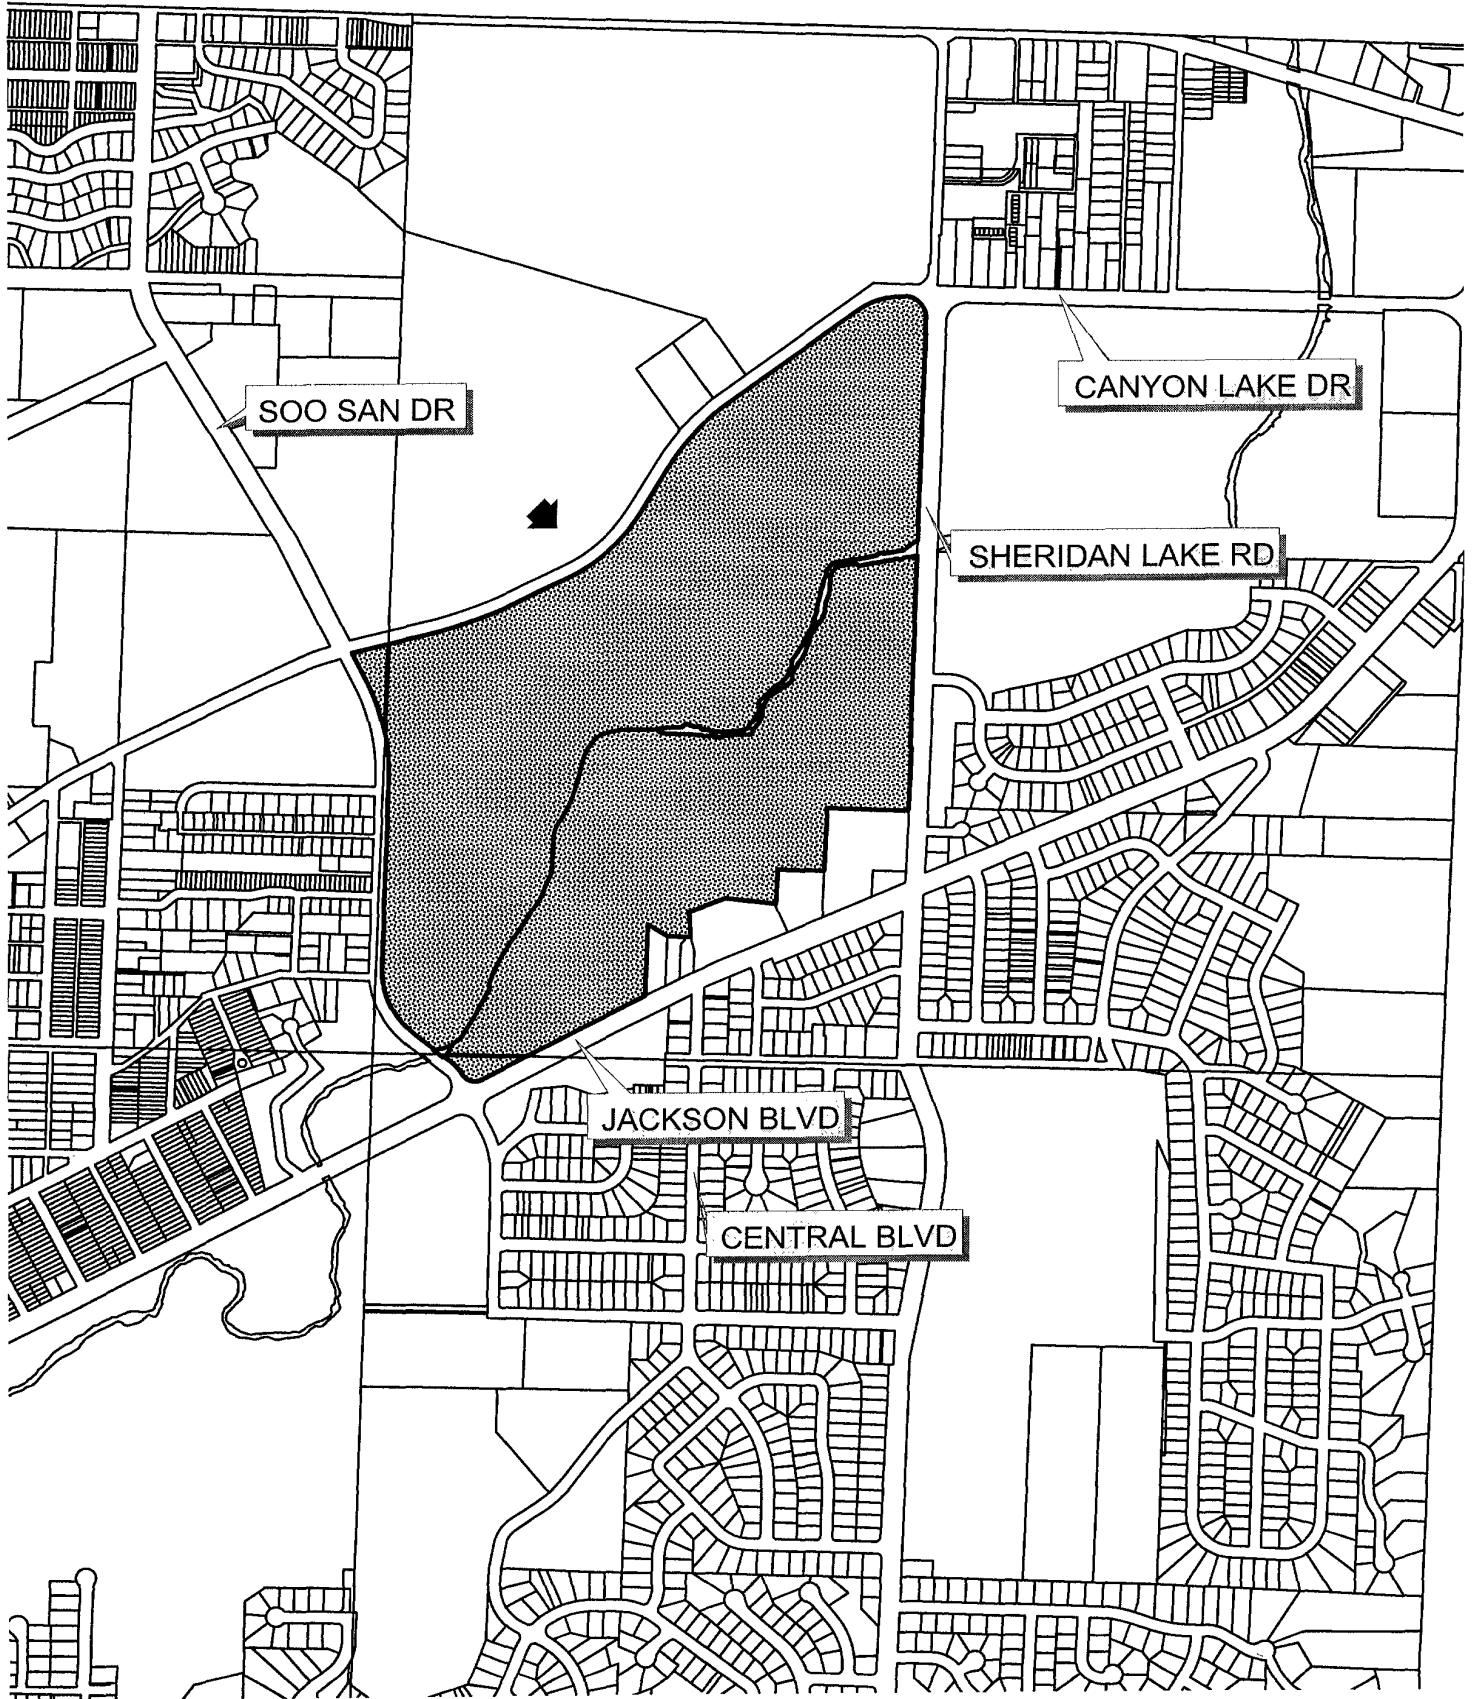 CANYON LAKE DR
SOO SAN DR
SHERIDAN LAKE RD
JACKSON BLVD
CENTRAL BLVD